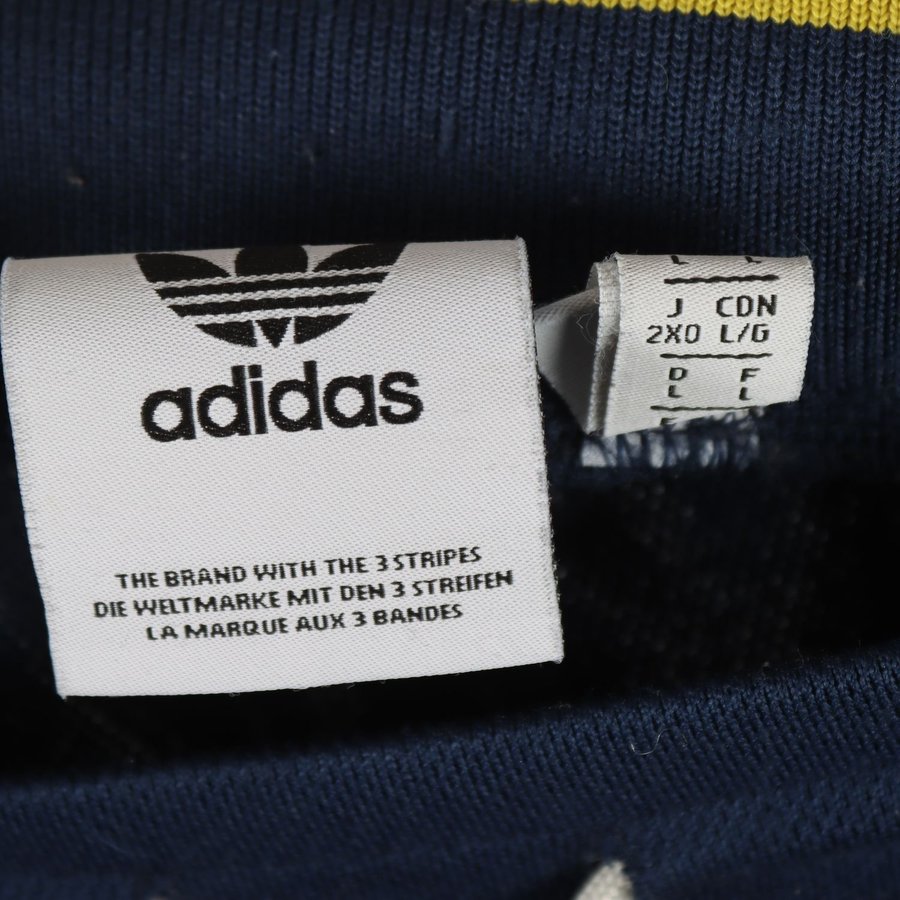 adidas
THE BRAND WITH THE 3 STRIPES
DIE WELTMARKE MIT DEN 3 STREIFEN
LA MARQUE AUX 3 BANDES
J CDN
2XO L/G
D F
L L